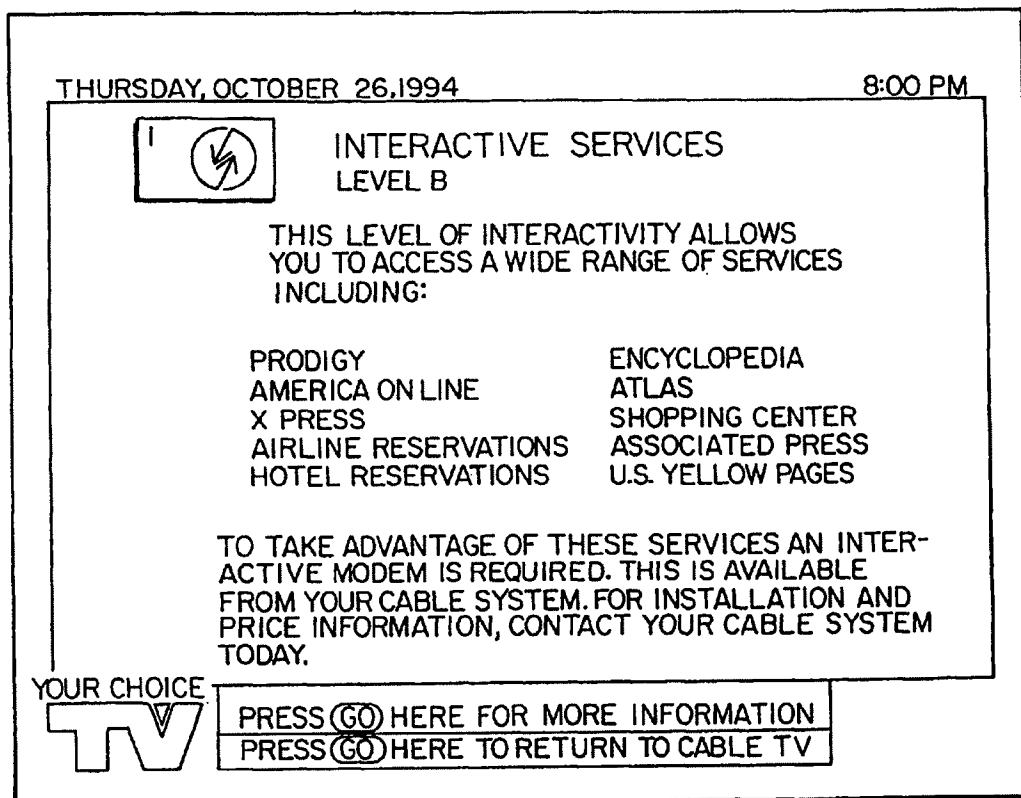 THURSDAY, OCTOBER 26,1994 8:00 PM
1
INTERACTIVE SERVICES
LEVEL B
THIS LEVEL OF INTERACTIVITY ALLOWS
YOU TO ACCESS A WIDE RANGE OF SERVICES
INCLUDING:
PRODIGY
AMERICA ON LINE
X PRESS
AIRLINE RESERVATIONS
HOTEL RESERVATIONS
ENCYCLOPEDIA
ATLAS
SHOPPING CENTER
ASSOCIATED PRESS
U.S. YELLOW PAGES
TO TAKE ADVANTAGE OF THESE SERVICES AN INTER-
ACTIVE MODEM IS REQUIRED. THIS IS AVAILABLE
FROM YOUR CABLE SYSTEM. FOR INSTALLATION AND
PRICE INFORMATION, CONTACT YOUR CABLE SYSTEM
TODAY.
YOUR CHOICE
TV
PRESS GO HERE FOR MORE INFORMATION
PRESS GO HERE TO RETURN TO CABLE TV